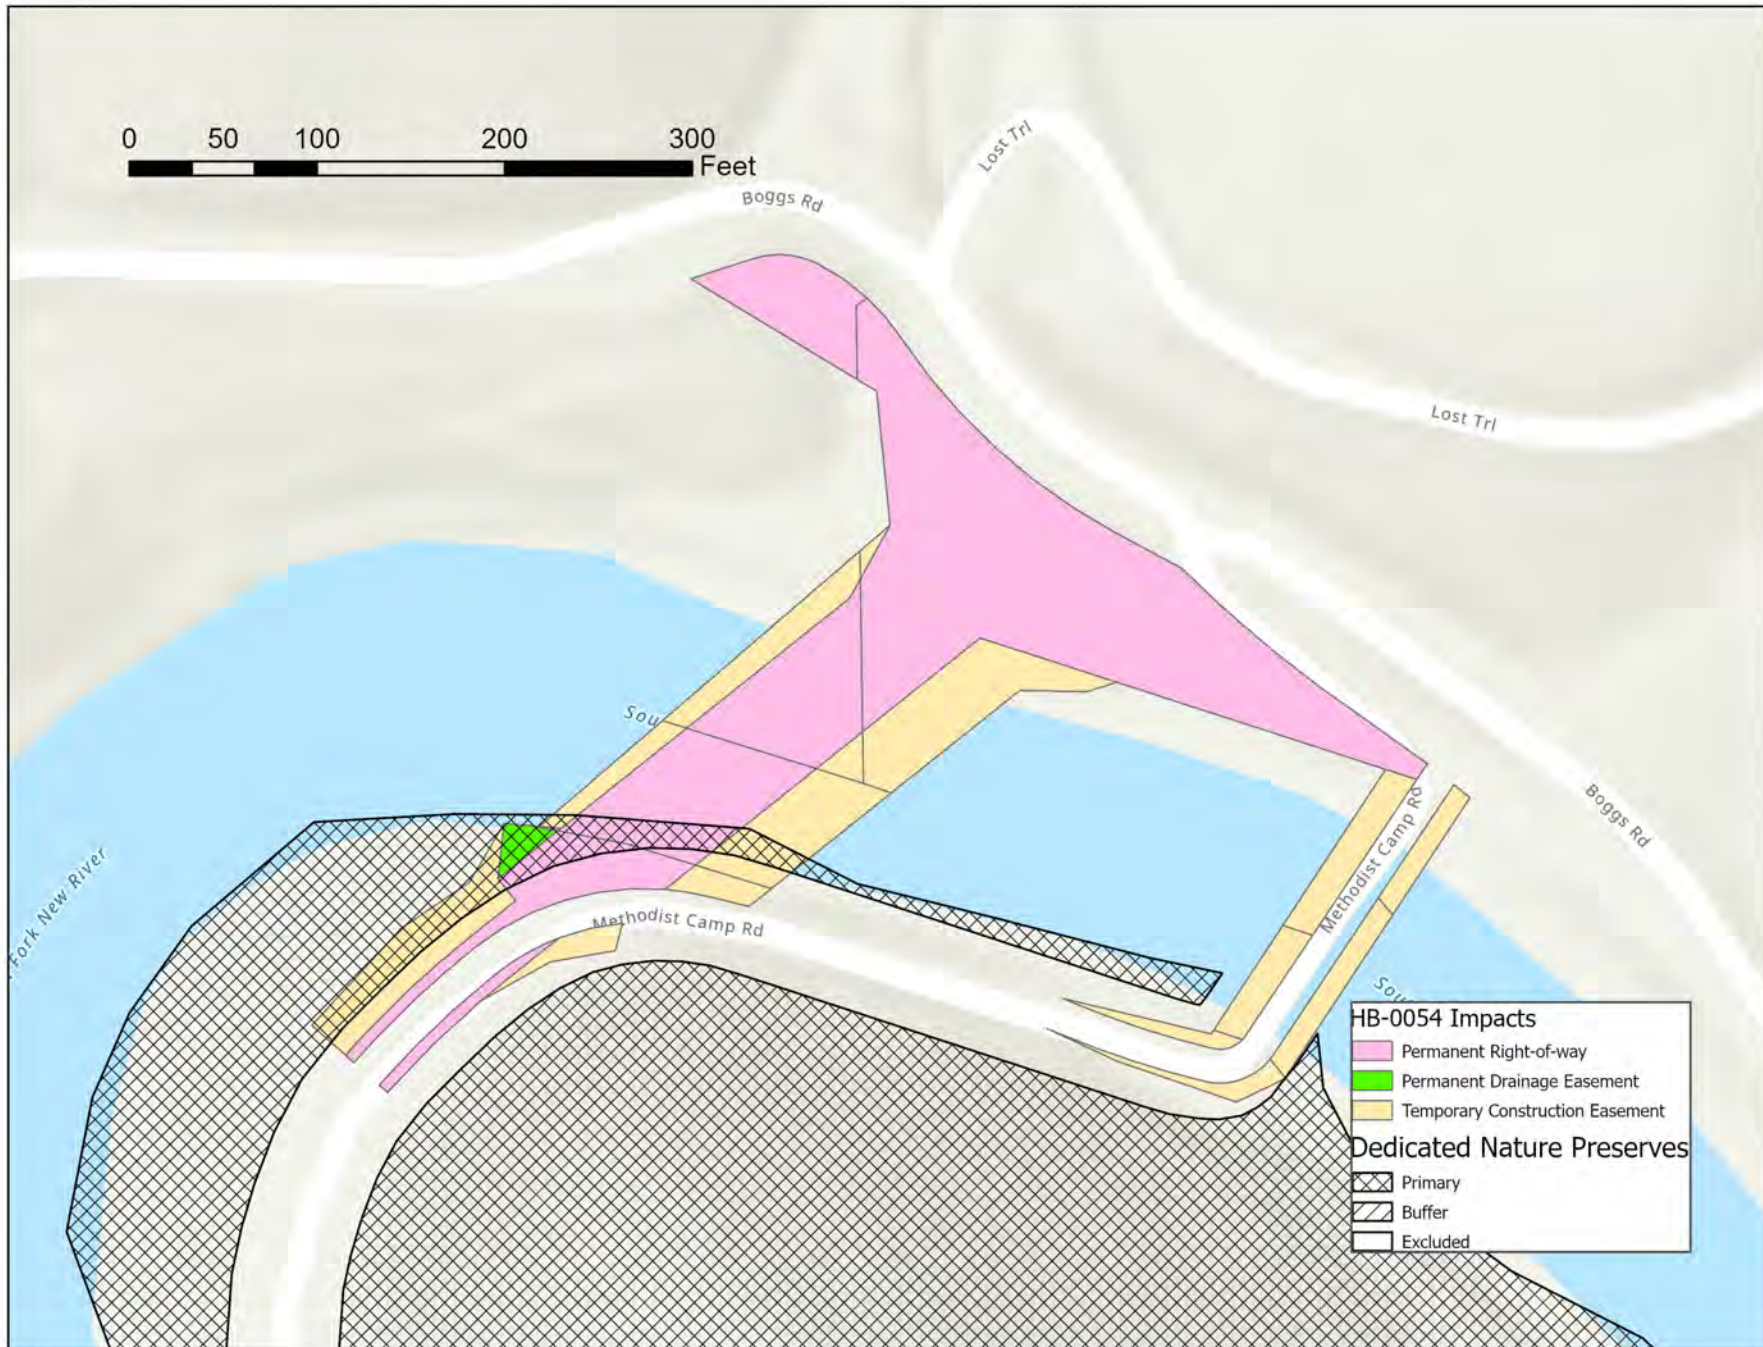 0 50 100 200 300
Feet
Lost Trl
Boggs Rd
Lost Trl
Sou
Boggs Rd
Methodist Camp Rd
Fork New River
Methodist Camp Rd
Sou
HB-0054 Impacts
Permanent Right-of-way
Permanent Drainage Easement
Temporary Construction Easement
Dedicated Nature Preserves
Primary
Buffer
Excluded